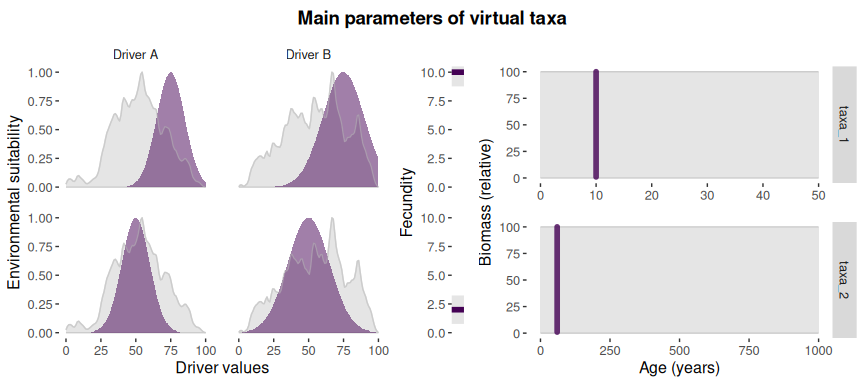 Main parameters of virtual taxa
Driver A
Driver B
Environmental suitability
1.00
0.75
0.50
0.25
0.00
Fecundity
10.0
7.5
5.0
2.5
0.0
Biomass (relative)
100
75
50
25
0
0 10 20 30 40 50
taxa_1
1.00
0.75
0.50
0.25
0.00
0 25 50 75 100
0 25 50 75 100
Driver values
10.0
7.5
5.0
2.5
0.0
100
75
50
25
0
0 250 500 750 1000
Age (years)
taxa_2